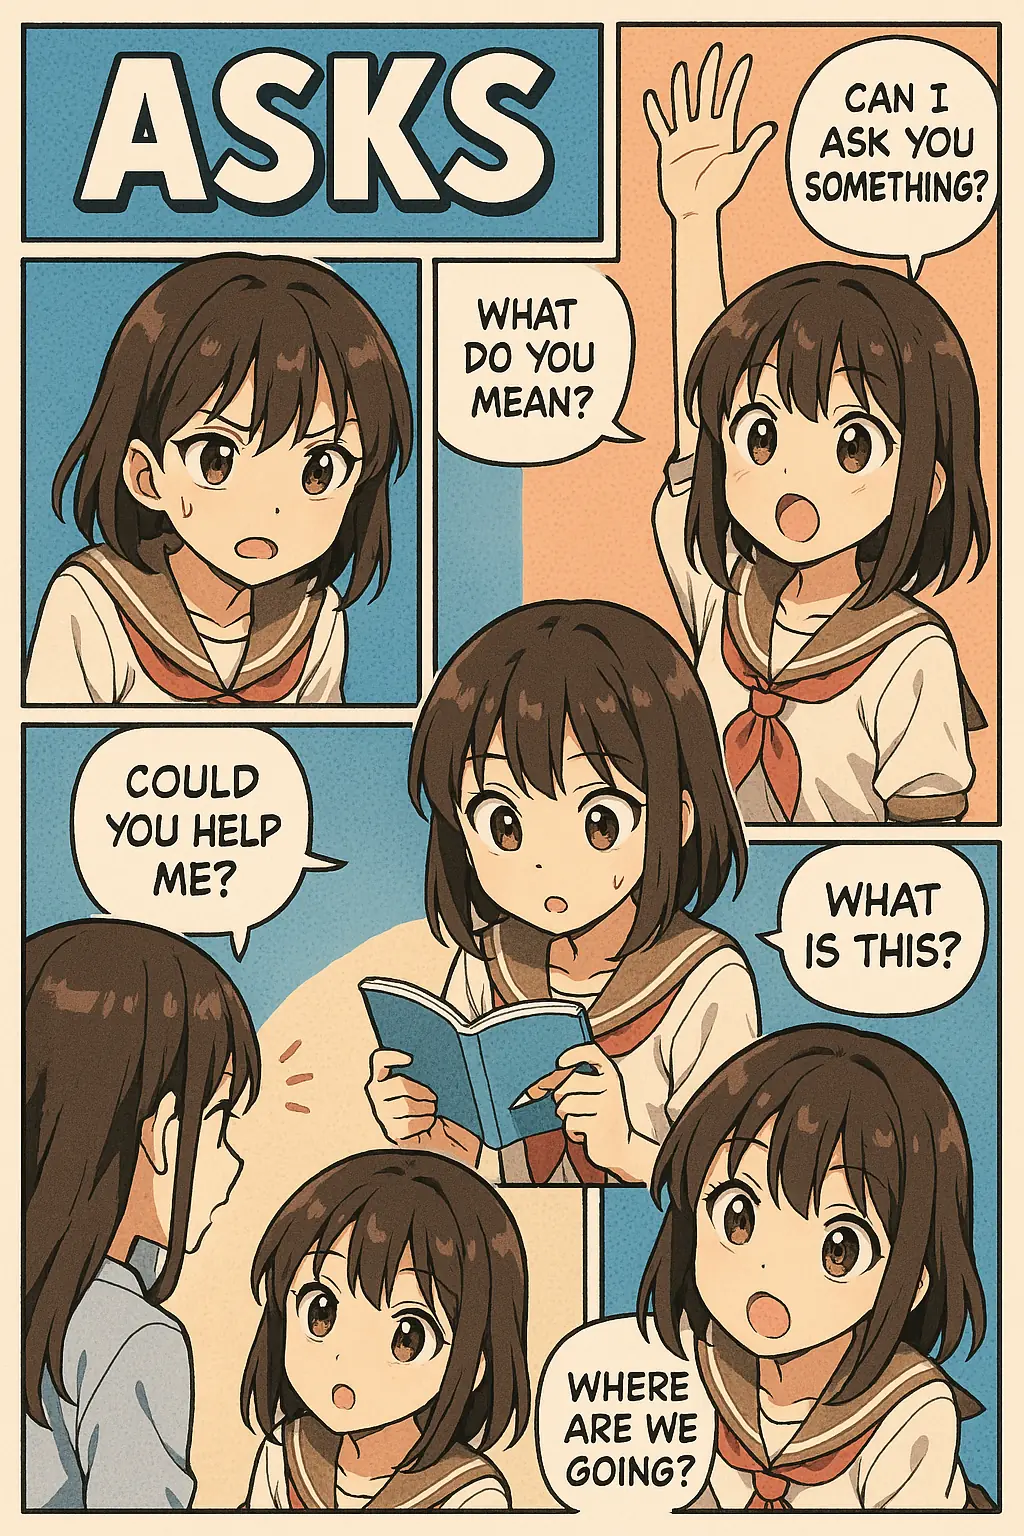 ASKS
CAN I
ASK YOU
SOMETHING?
WHAT
DO YOU
MEAN?
COULD
YOU HELP
ME?
WHAT
IS THIS?
WHERE
ARE WE
GOING?